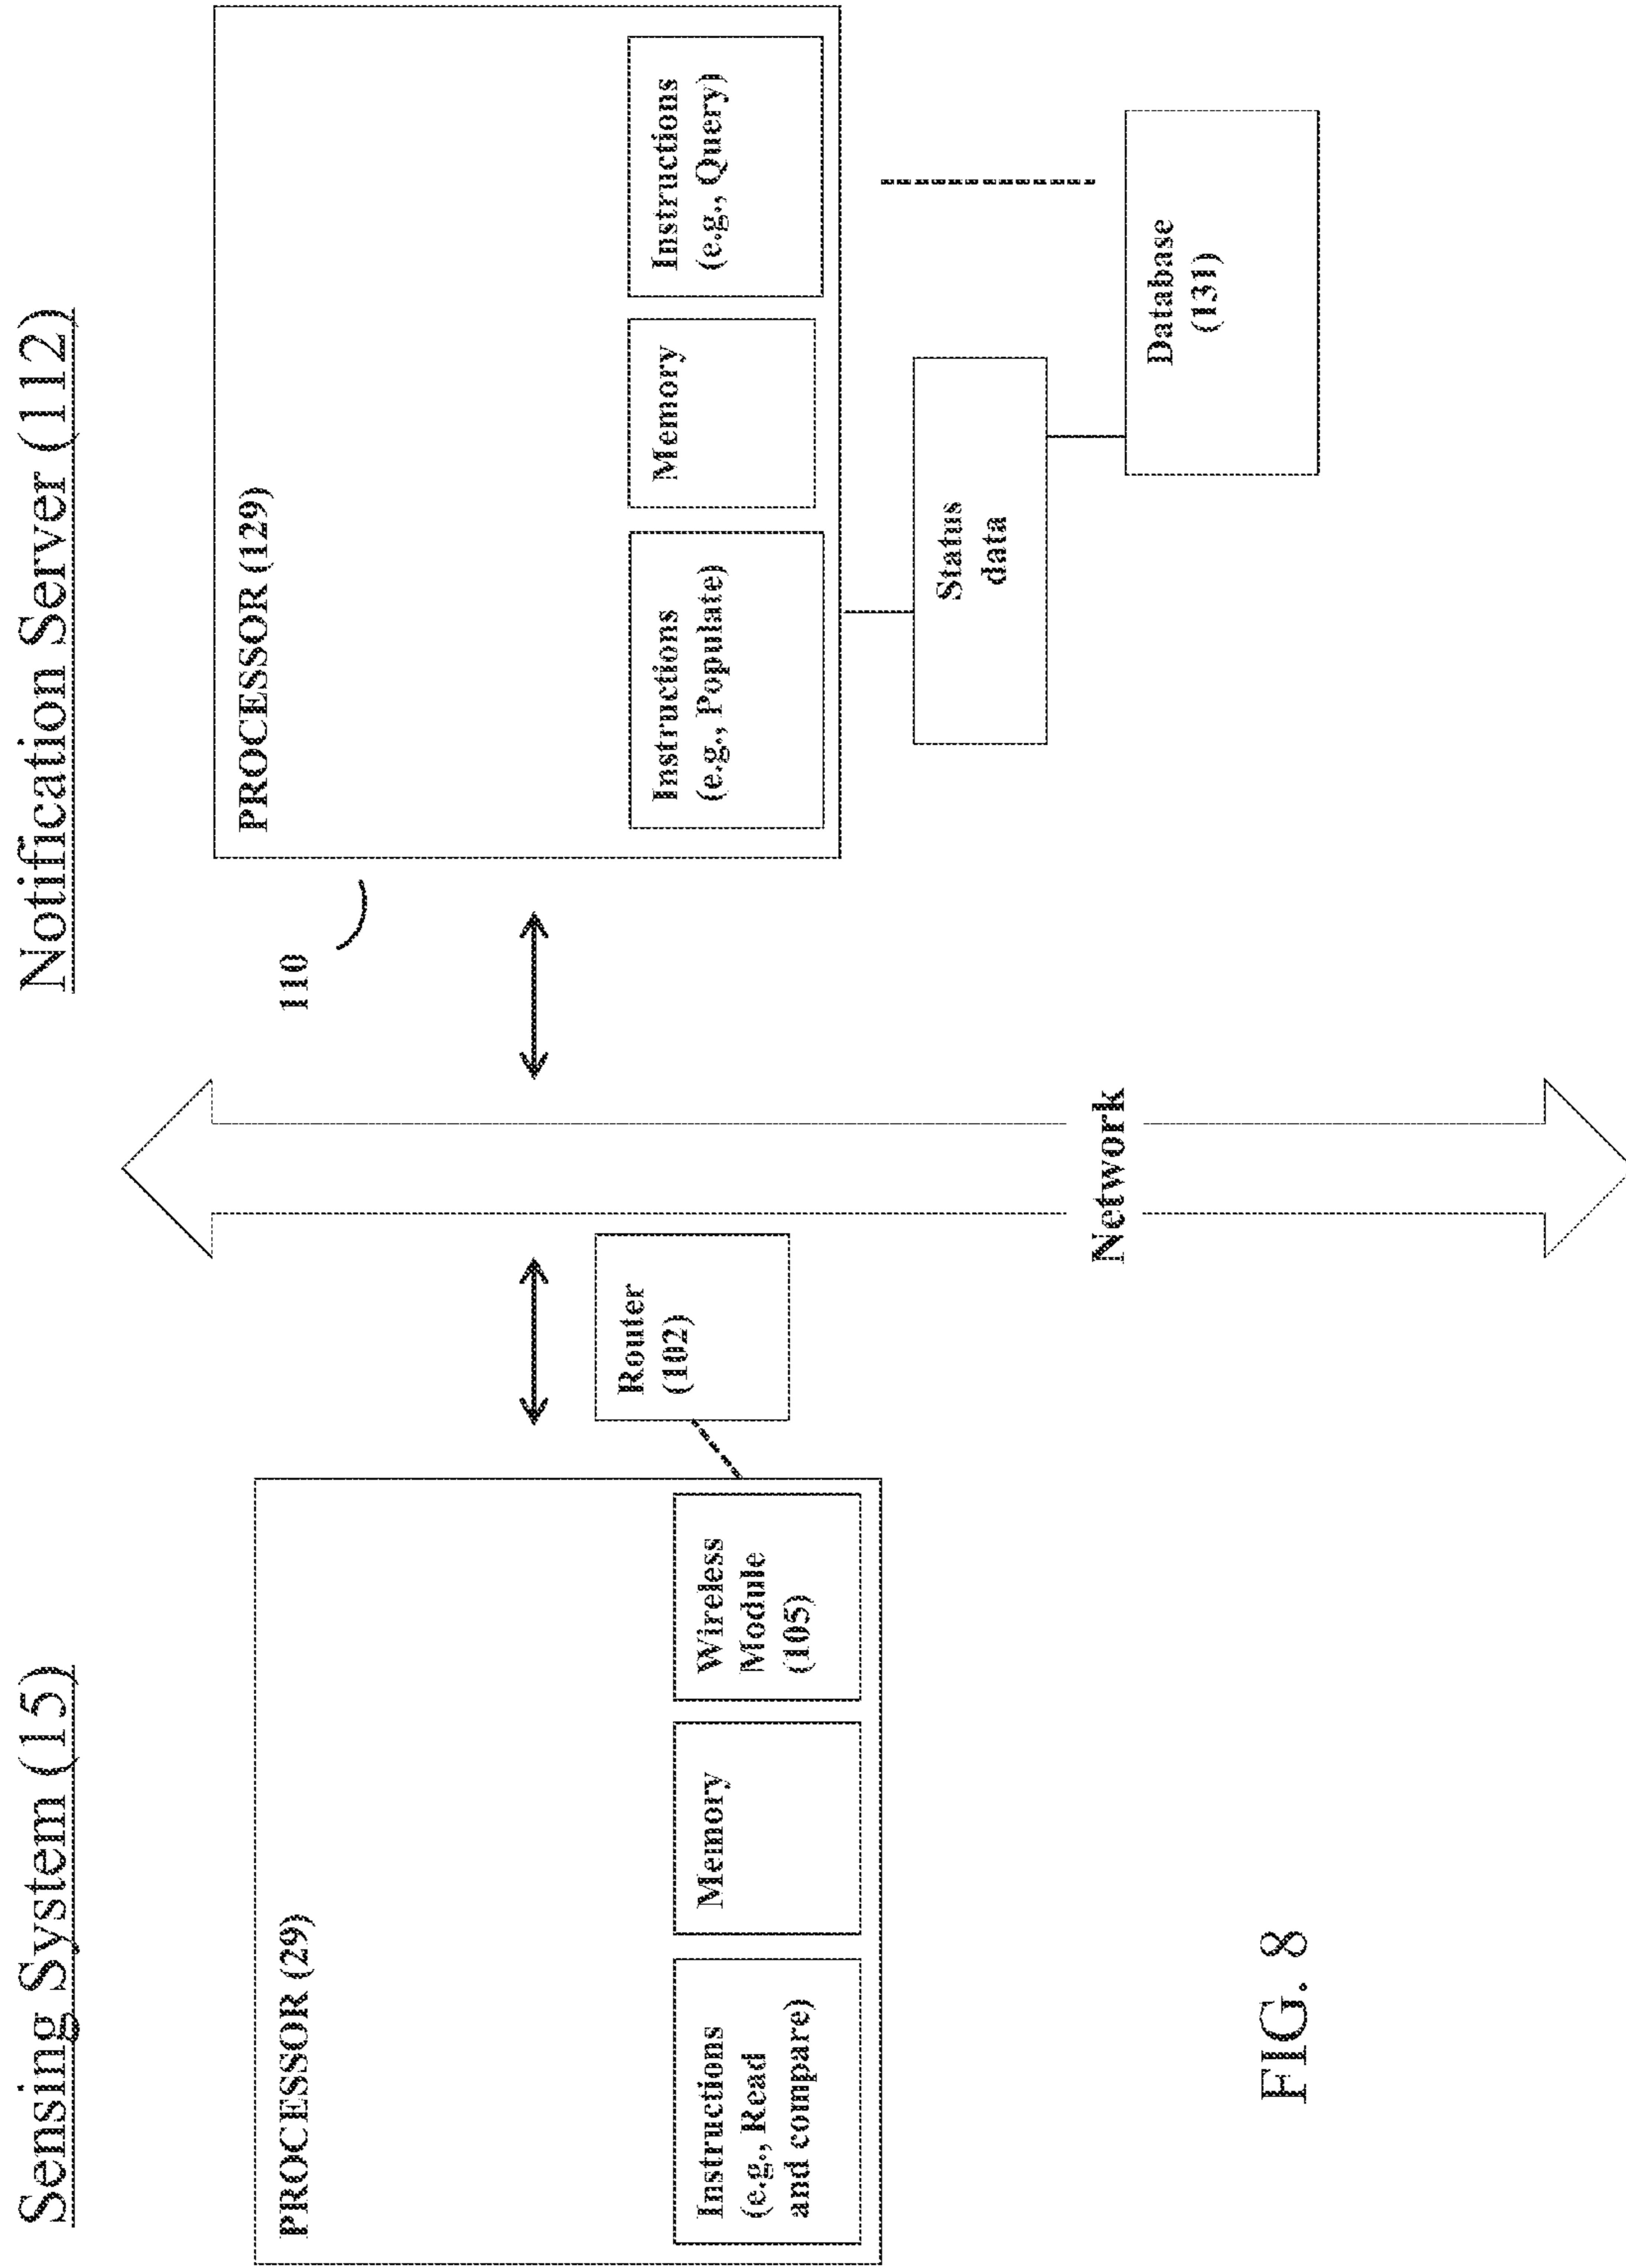 Sensing System (15)
Notification Server (112)
PROCESSOR (29)
Instructions
(e.g., Read
and compare)
Memory
Wireless
Module
(105)
Router
(102)
Network
110
PROCESSOR (129)
Instructions
(e.g., Populate)
Memory
Instructions
(e.g., Query)
Status
data
Database
(131)
FIG. 8